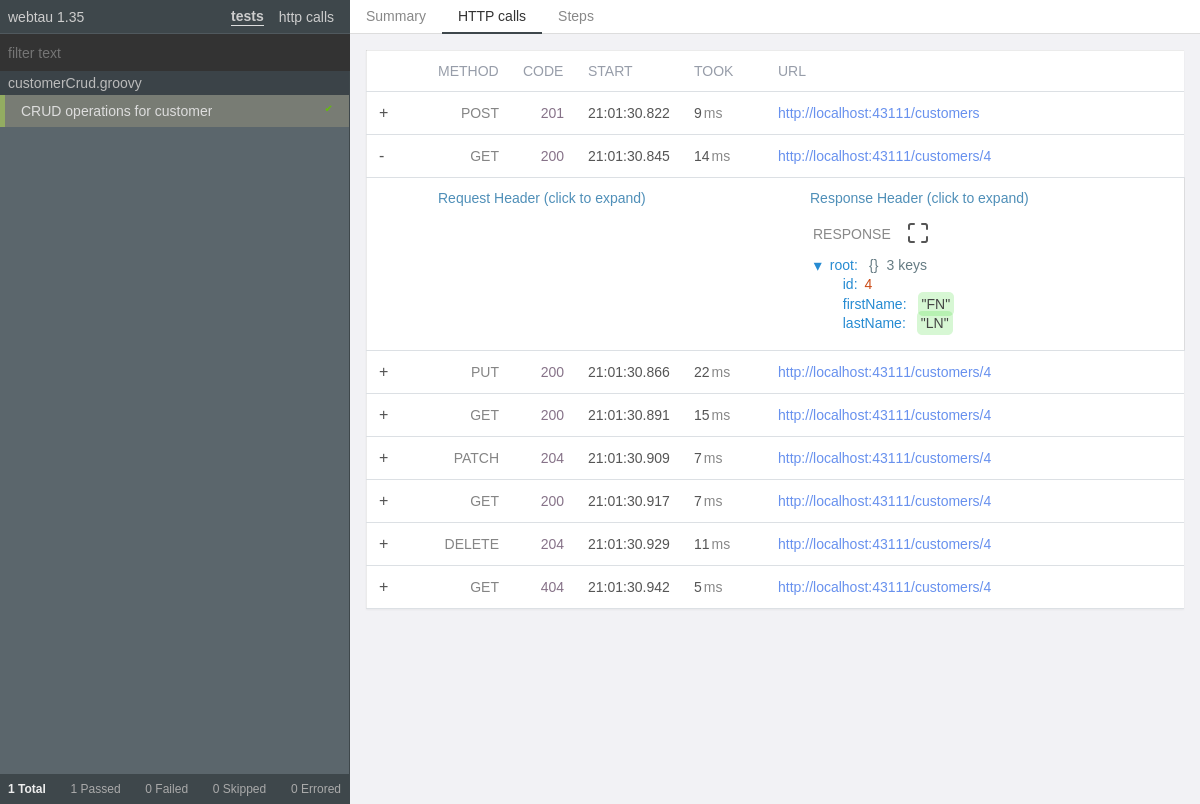 webtau 1.35 tests http calls
filter text
customerCrud.groovy
CRUD operations for customer
1 Total 1 Passed 0 Failed 0 Skipped 0 Errored
Summary HTTP calls Steps
METHOD CODE START TOOK URL
+ POST 201 21:01:30.822 9 ms http://localhost:43111/customers
- GET 200 21:01:30.845 14 ms http://localhost:43111/customers/4
Request Header (click to expand) Response Header (click to expand)
RESPONSE
▼ root: {} 3 keys
id: 4
firstName: "FN"
lastName: "LN"
+ PUT 200 21:01:30.866 22 ms http://localhost:43111/customers/4
+ GET 200 21:01:30.891 15 ms http://localhost:43111/customers/4
+ PATCH 204 21:01:30.909 7 ms http://localhost:43111/customers/4
+ GET 200 21:01:30.917 7 ms http://localhost:43111/customers/4
+ DELETE 204 21:01:30.929 11 ms http://localhost:43111/customers/4
+ GET 404 21:01:30.942 5 ms http://localhost:43111/customers/4